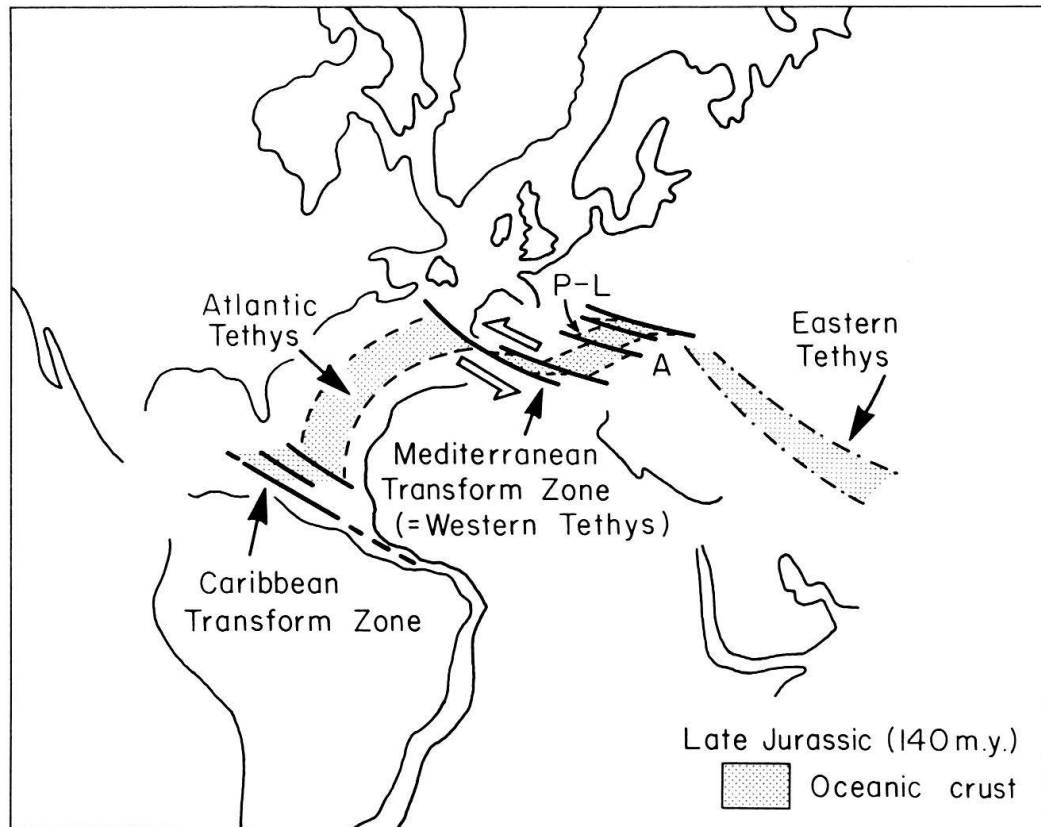 P-L
Atlantic
Tethys
Eastern
Tethys
A
Mediterranean
Transform Zone
(=Western Tethys)
Caribbean
Transform Zone
Late Jurassic (140 m.y.)
Oceanic crust